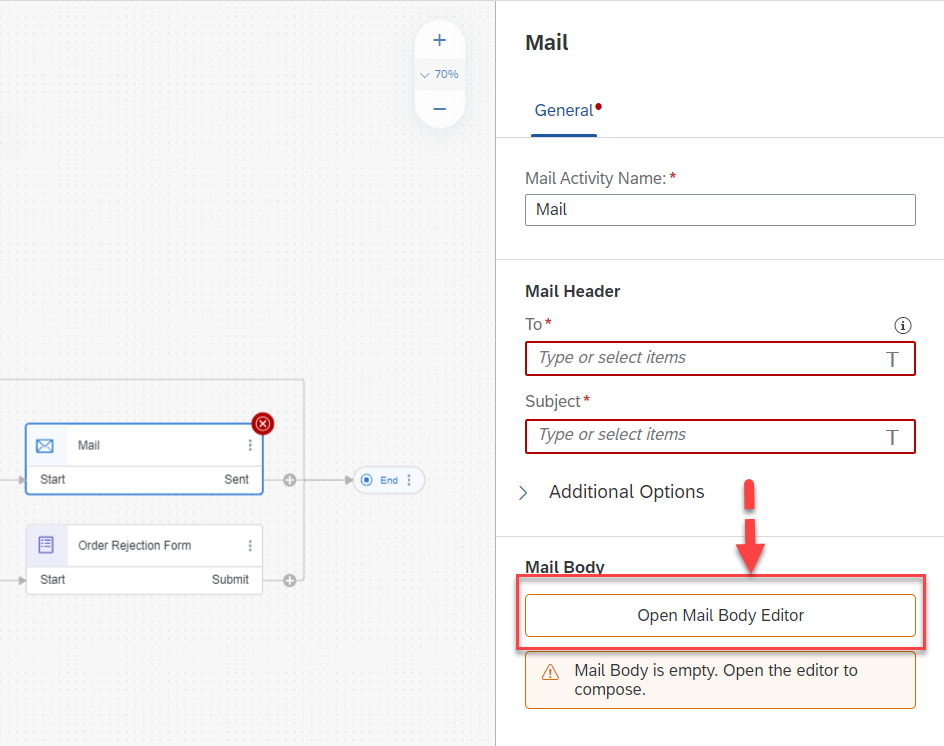 70%
Mail
Start
Sent
End
Order Rejection Form
Start
Submit
Mail
General
Mail Activity Name:*
Mail
Mail Header
To*
Type or select items
T
Subject*
Type or select items
T
Additional Options
Mail Body
Open Mail Body Editor
Mail Body is empty. Open the editor to
compose.